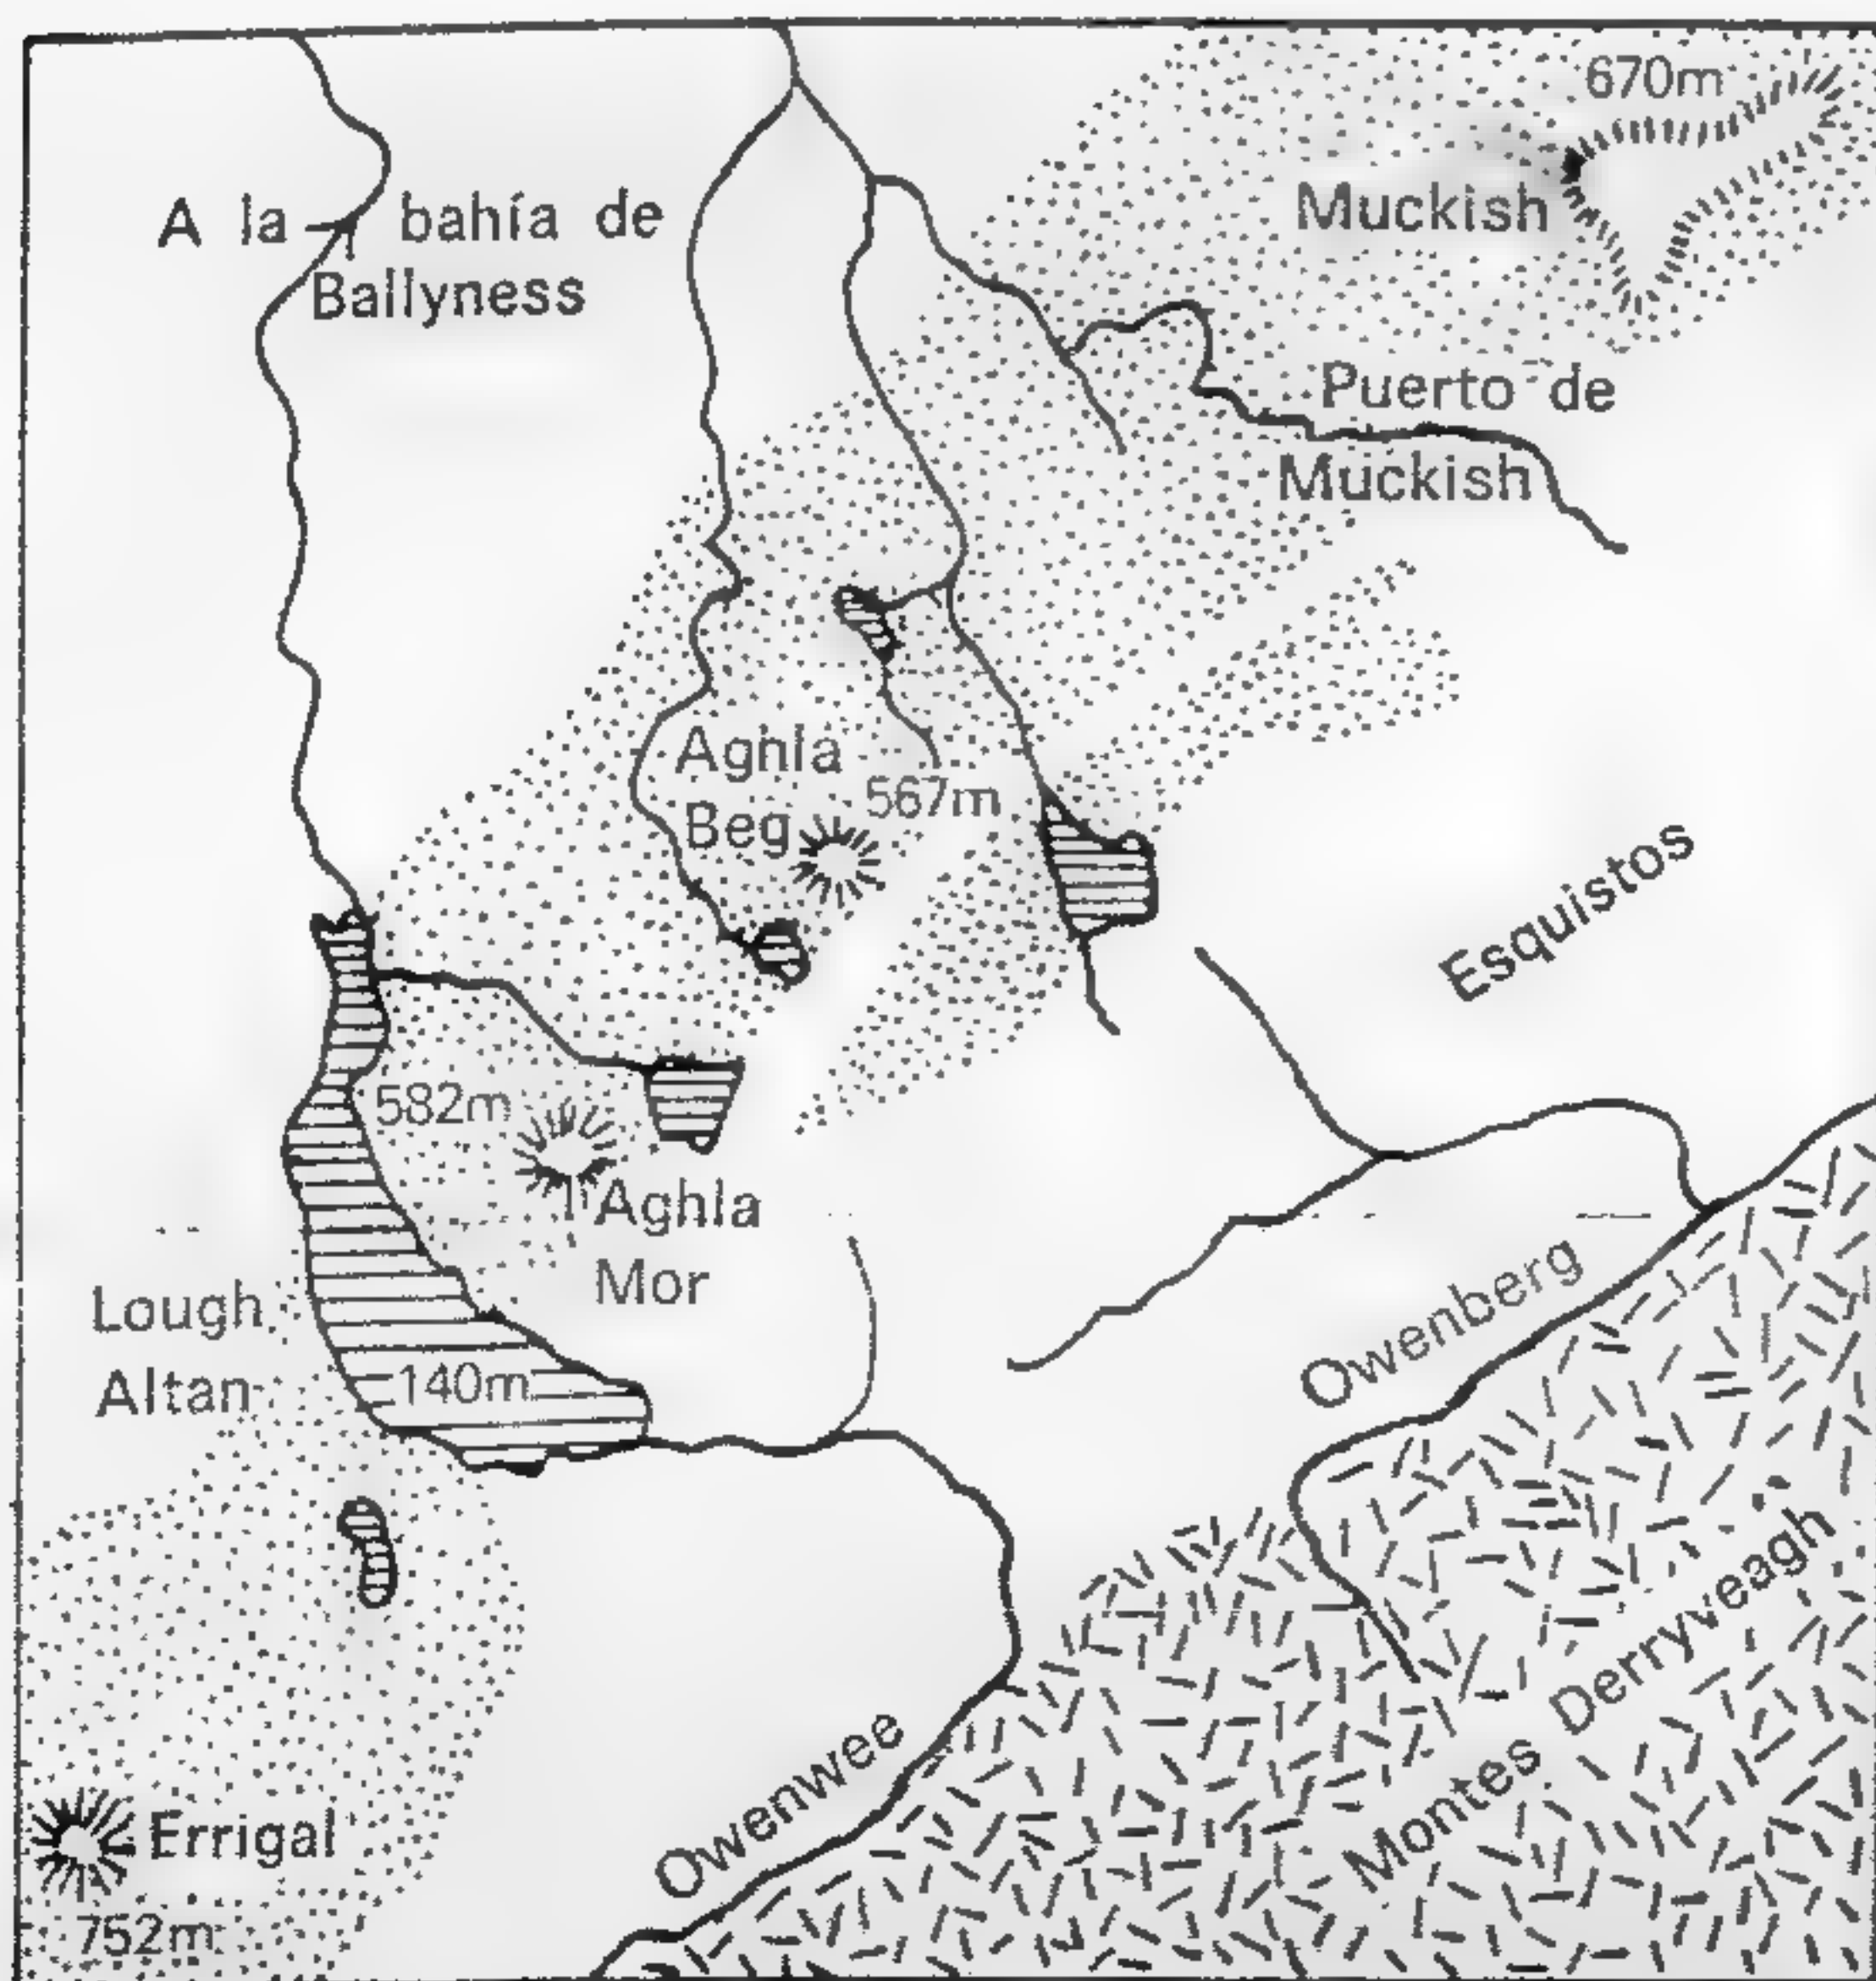 670m
Muckish
A la bahía de
Ballyness
Puerto de
Muckish
Aghla
Beg
567m
Esquistos
582m
Aghla
Mor
Lough
Altan
140m
Owenberg
Owenwee
Montes Derryveagh
Errigal
752m